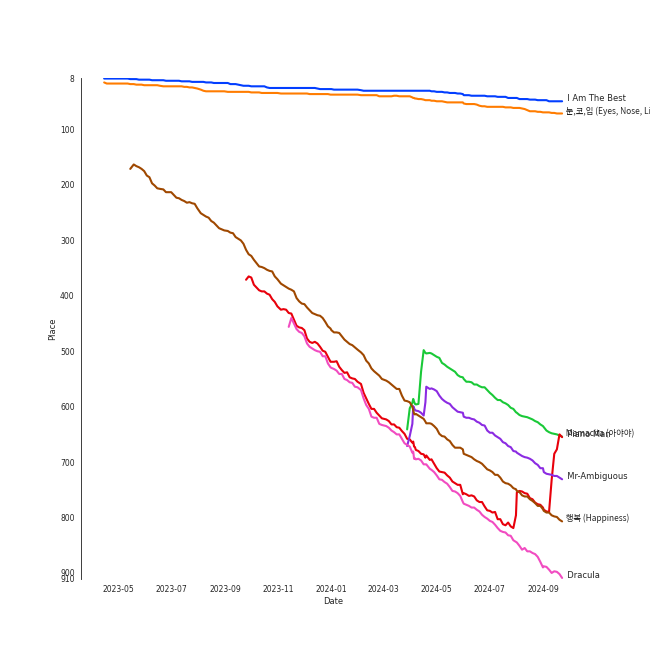 8
100
200
300
400
500
600
700
800
900
910
Place
I Am The Best
눈,코,입 (Eyes, Nose, Li
Mr-Ambiguous
행복 (Happiness)
Dracula
2023-05
2023-07
2023-09
2023-11
2024-01
2024-03
2024-05
2024-07
2024-09
Date